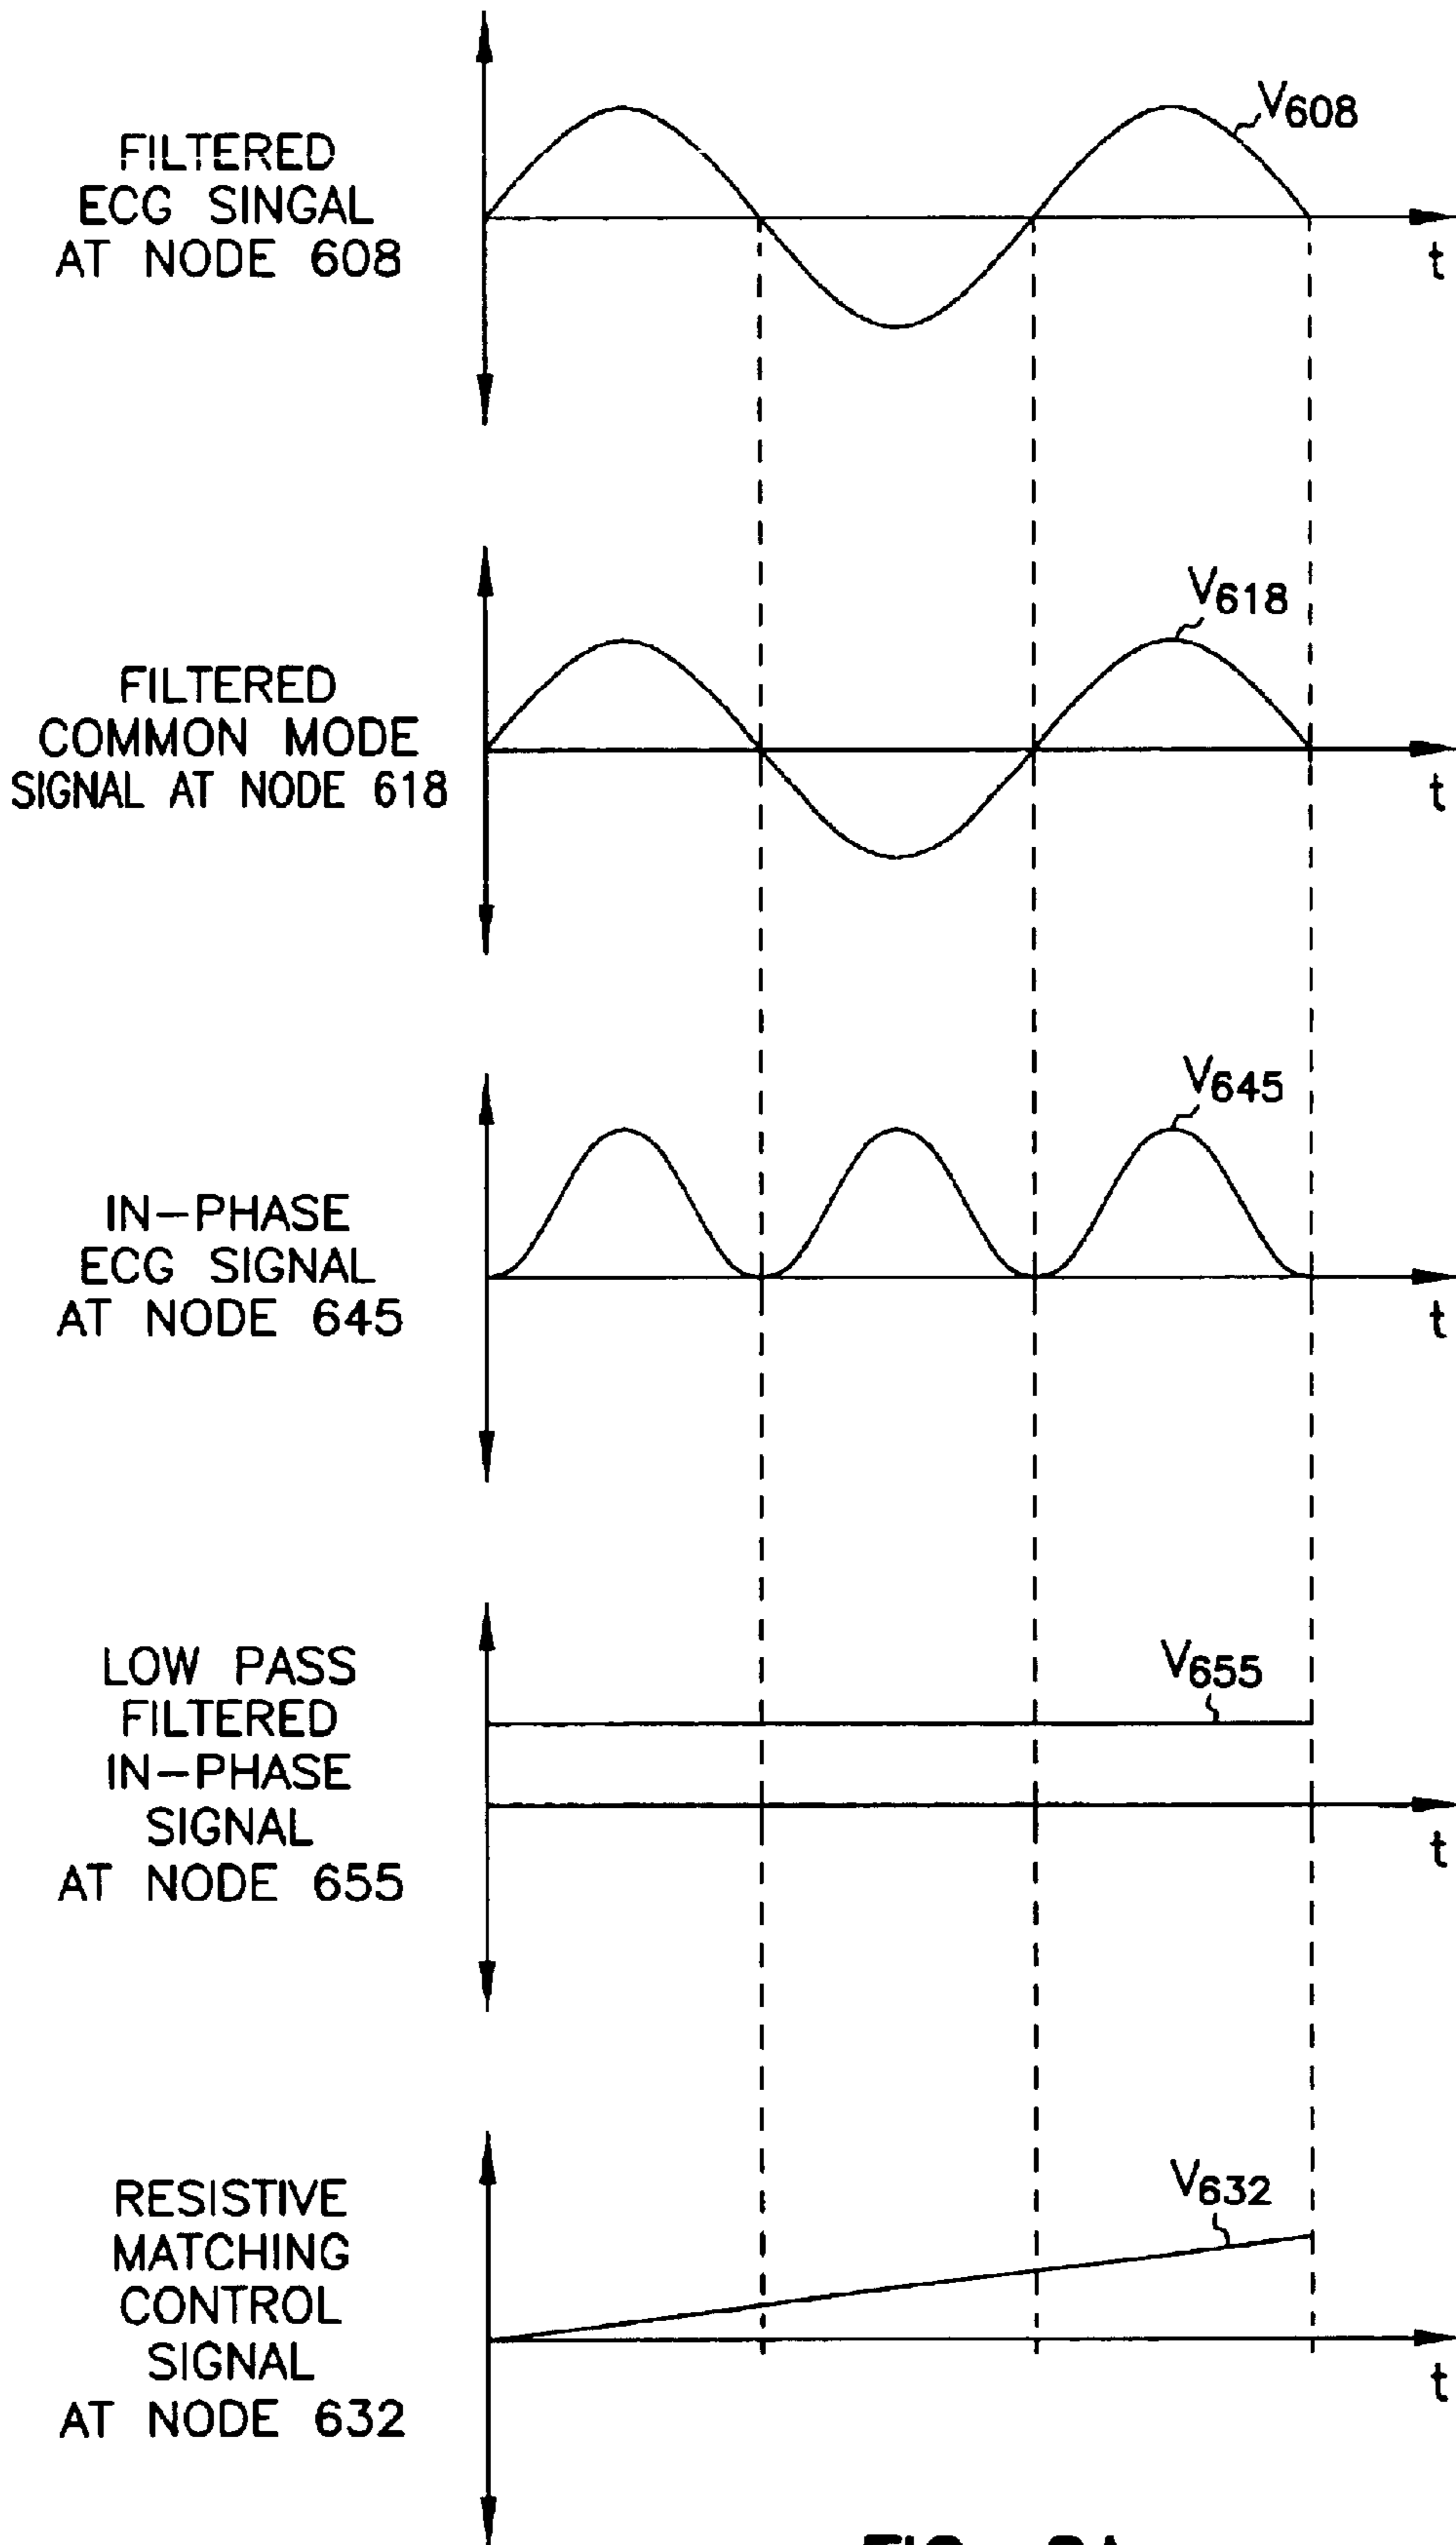 FILTERED
ECG SINGAL
AT NODE 608
V608
t
FILTERED
COMMON MODE
SIGNAL AT NODE 618
V618
t
IN-PHASE
ECG SIGNAL
AT NODE 645
V645
t
LOW PASS
FILTERED
IN-PHASE
SIGNAL
AT NODE 655
V655
t
RESISTIVE
MATCHING
CONTROL
SIGNAL
AT NODE 632
V632
t